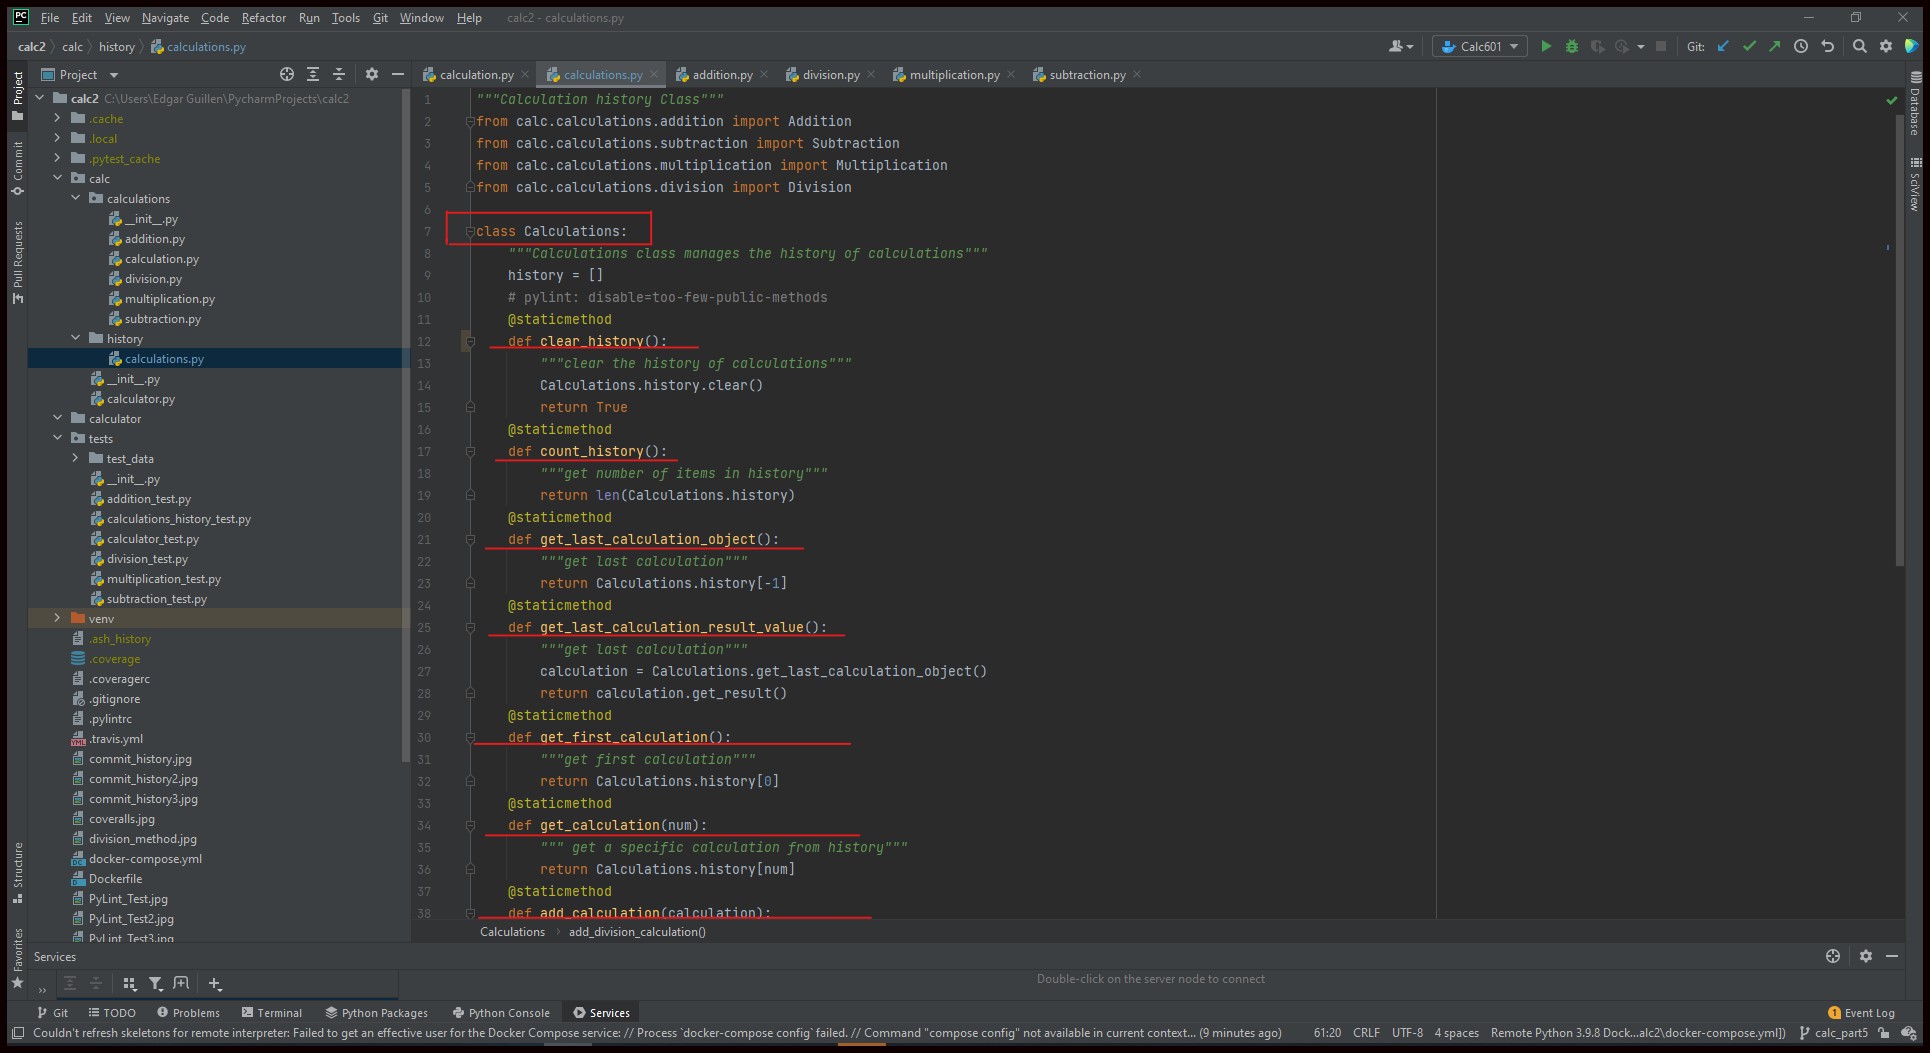 PC File Edit View Navigate Code Refactor Run Tools Git Window Help calc2 - calculations.py
calc2 calc history calculations.py Calc601 Git:
Project
calculation.py calculations.py addition.py division.py multiplication.py subtraction.py
Project
Commit
Pull Requests
Structure
Favorites
calc2 C:\Users\Edgar Guillen\PycharmProjects\calc2
.cache
.local
.pytest_cache
calc
calculations
__init__.py
addition.py
calculation.py
division.py
multiplication.py
subtraction.py
history
calculations.py
__init__.py
calculator.py
calculator
tests
test_data
__init__.py
addition_test.py
calculations_history_test.py
calculator_test.py
division_test.py
multiplication_test.py
subtraction_test.py
venv
.ash_history
.coverage
.coveragerc
.gitignore
.pylintrc
.travis.yml
commit_history.jpg
commit_history2.jpg
commit_history3.jpg
coveralls.jpg
division_method.jpg
docker-compose.yml
Dockerfile
PyLint_Test.jpg
PyLint_Test2.jpg
PyLint_Test3.jpg
1 """Calculation history Class"""
2 from calc.calculations.addition import Addition
3 from calc.calculations.subtraction import Subtraction
4 from calc.calculations.multiplication import Multiplication
5 from calc.calculations.division import Division
6
7 class Calculations:
8 """Calculations class manages the history of calculations"""
9 history = []
10 # pylint: disable=too-few-public-methods
11 @staticmethod
12 def clear_history():
13 """clear the history of calculations"""
14 Calculations.history.clear()
15 return True
16 @staticmethod
17 def count_history():
18 """get number of items in history"""
19 return len(Calculations.history)
20 @staticmethod
21 def get_last_calculation_object():
22 """get last calculation"""
23 return Calculations.history[-1]
24 @staticmethod
25 def get_last_calculation_result_value():
26 """get last calculation"""
27 calculation = Calculations.get_last_calculation_object()
28 return calculation.get_result()
29 @staticmethod
30 def get_first_calculation():
31 """get first calculation"""
32 return Calculations.history[0]
33 @staticmethod
34 def get_calculation(num):
35 """ get a specific calculation from history"""
36 return Calculations.history[num]
37 @staticmethod
38 def add_calculation(calculation):
Calculations add_division_calculation()
Database
SciView
Services
Double-click on the server node to connect
Git TODO Problems Terminal Python Packages Python Console Services 1 Event Log
Couldn't refresh skeletons for remote interpreter: Failed to get an effective user for the Docker Compose service: // Process `docker-compose config` failed. // Command "compose config" not available in current context... (9 minutes ago) 61:20 CRLF UTF-8 4 spaces Remote Python 3.9.8 Dock...alc2\docker-compose.yml]) calc_part5